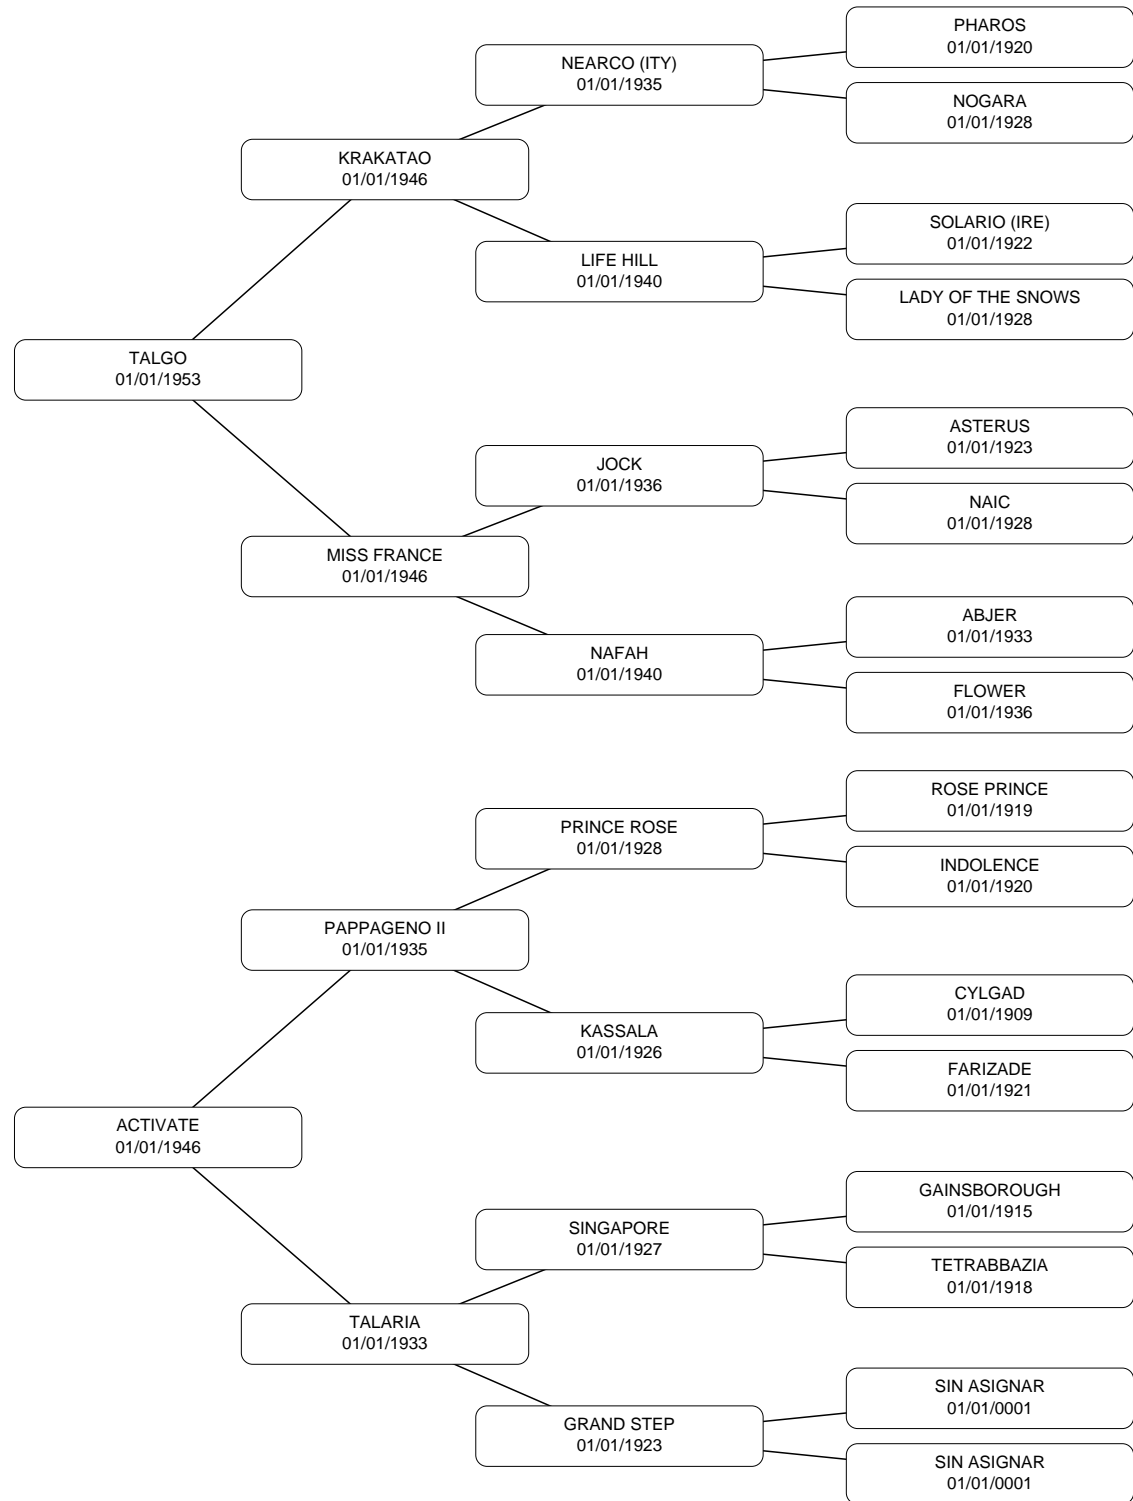 PHAROS
01/01/1920
NEARCO (ITY)
01/01/1935
NOGARA
01/01/1928
KRAKATAO
01/01/1946
SOLARIO (IRE)
01/01/1922
LIFE HILL
01/01/1940
LADY OF THE SNOWS
01/01/1928
TALGO
01/01/1953
ASTERUS
01/01/1923
JOCK
01/01/1936
NAIC
01/01/1928
MISS FRANCE
01/01/1946
ABJER
01/01/1933
NAFAH
01/01/1940
FLOWER
01/01/1936
ROSE PRINCE
01/01/1919
PRINCE ROSE
01/01/1928
INDOLENCE
01/01/1920
PAPPAGENO II
01/01/1935
CYLGAD
01/01/1909
KASSALA
01/01/1926
FARIZADE
01/01/1921
ACTIVATE
01/01/1946
GAINSBOROUGH
01/01/1915
SINGAPORE
01/01/1927
TETRABBAZIA
01/01/1918
TALARIA
01/01/1933
SIN ASIGNAR
01/01/0001
GRAND STEP
01/01/1923
SIN ASIGNAR
01/01/0001